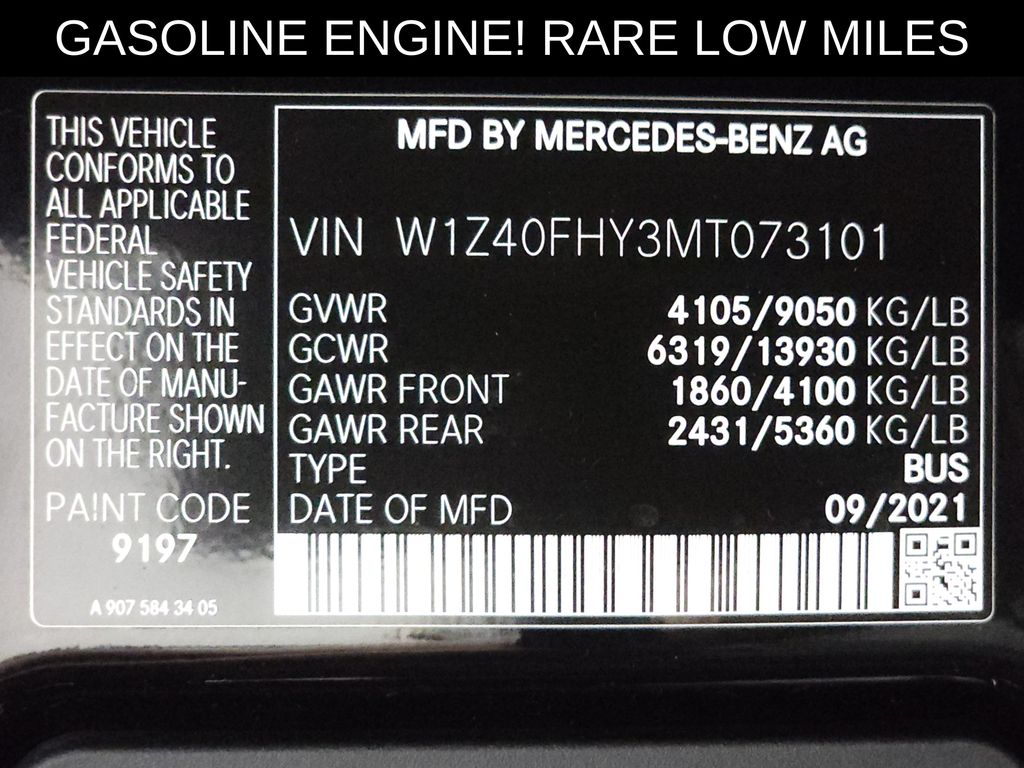 GASOLINE ENGINE! RARE LOW MILES
THIS VEHICLE
CONFORMS TO
ALL APPLICABLE
FEDERAL
VEHICLE SAFETY
STANDARDS IN
EFFECT ON THE
DATE OF MANU-
FACTURE SHOWN
ON THE RIGHT.
PAINT CODE
9197
A 907 584 34 05
MFD BY MERCEDES-BENZ AG
VIN W1Z40FHY3MT073101
GVWR 4105/9050 KG/LB
GCWR 6319/13930 KG/LB
GAWR FRONT 1860/4100 KG/LB
GAWR REAR 2431/5360 KG/LB
TYPE BUS
DATE OF MFD 09/2021